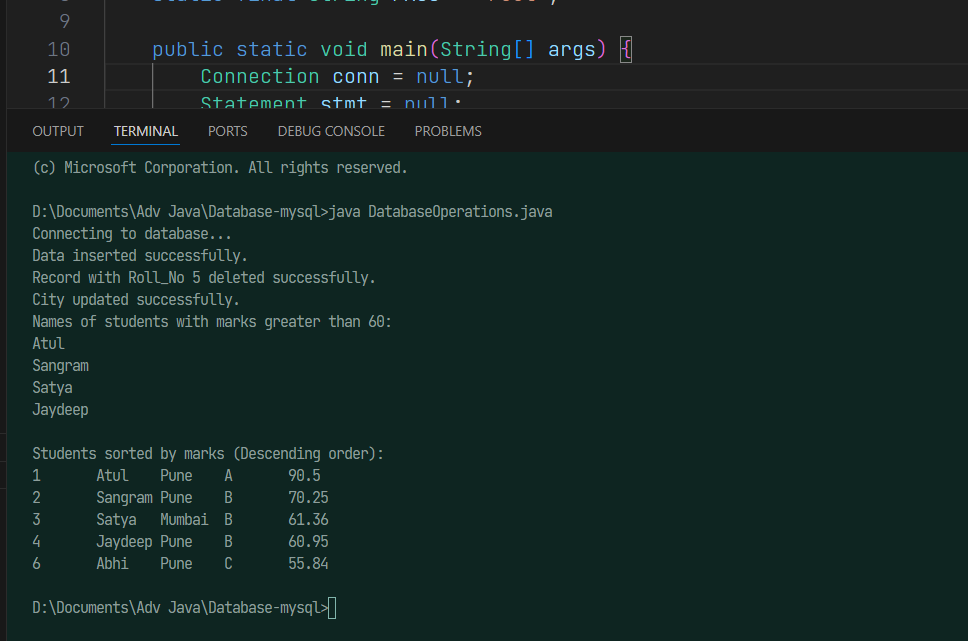 9
10 public static void main(String[] args) {
11 Connection conn = null;
12 Statement stmt = null;
OUTPUT TERMINAL PORTS DEBUG CONSOLE PROBLEMS
(c) Microsoft Corporation. All rights reserved.
D:\Documents\Adv Java\Database-mysql>java DatabaseOperations.java
Connecting to database...
Data inserted successfully.
Record with Roll_No 5 deleted successfully.
City updated successfully.
Names of students with marks greater than 60:
Atul
Sangram
Satya
Jaydeep
Students sorted by marks (Descending order):
1 Atul Pune A 90.5
2 Sangram Pune B 70.25
3 Satya Mumbai B 61.36
4 Jaydeep Pune B 60.95
6 Abhi Pune C 55.84
D:\Documents\Adv Java\Database-mysql>